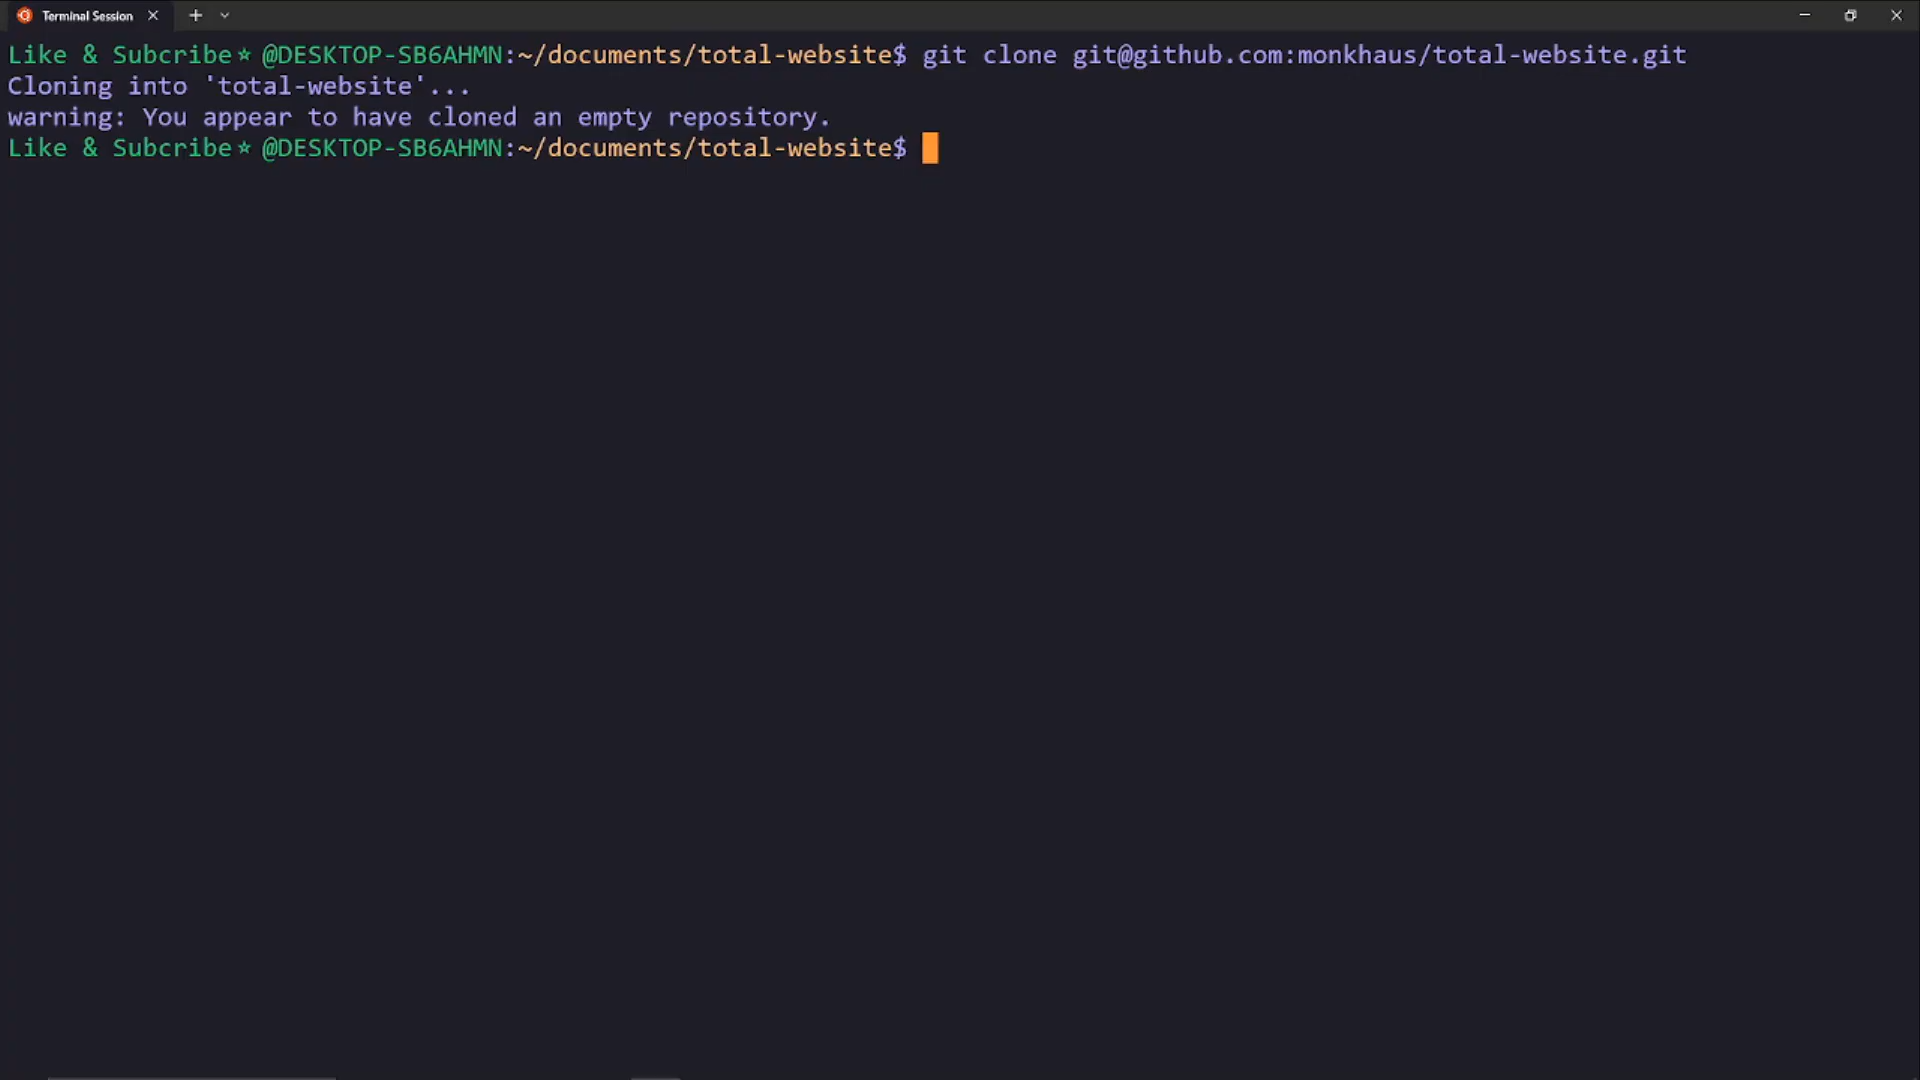 Terminal Session
Like & Subcribe⭐@DESKTOP-SB6AHMN:~/documents/total-website$ git clone git@github.com:monkhaus/total-website.git
Cloning into 'total-website'...
warning: You appear to have cloned an empty repository.
Like & Subcribe⭐@DESKTOP-SB6AHMN:~/documents/total-website$